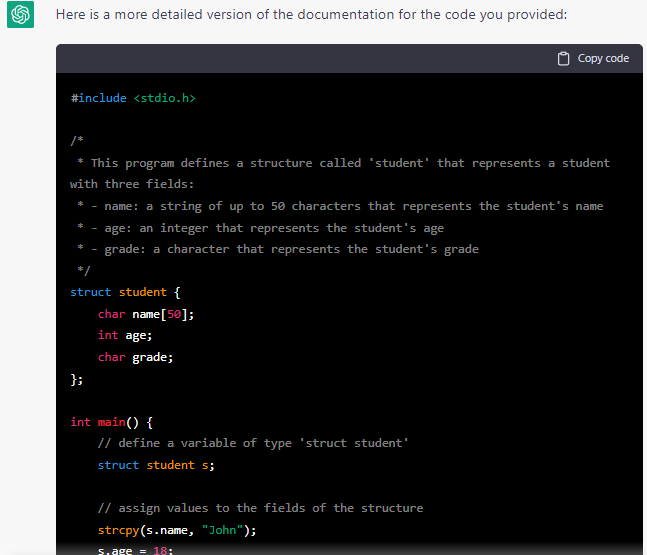 Here is a more detailed version of the documentation for the code you provided:
Copy code
#include <stdio.h>
/*
 * This program defines a structure called 'student' that represents a student
with three fields:
 * - name: a string of up to 50 characters that represents the student's name
 * - age: an integer that represents the student's age
 * - grade: a character that represents the student's grade
 */
struct student {
    char name[50];
    int age;
    char grade;
};
int main() {
    // define a variable of type 'struct student'
    struct student s;
    // assign values to the fields of the structure
    strcpy(s.name, "John");
    s.age = 18;